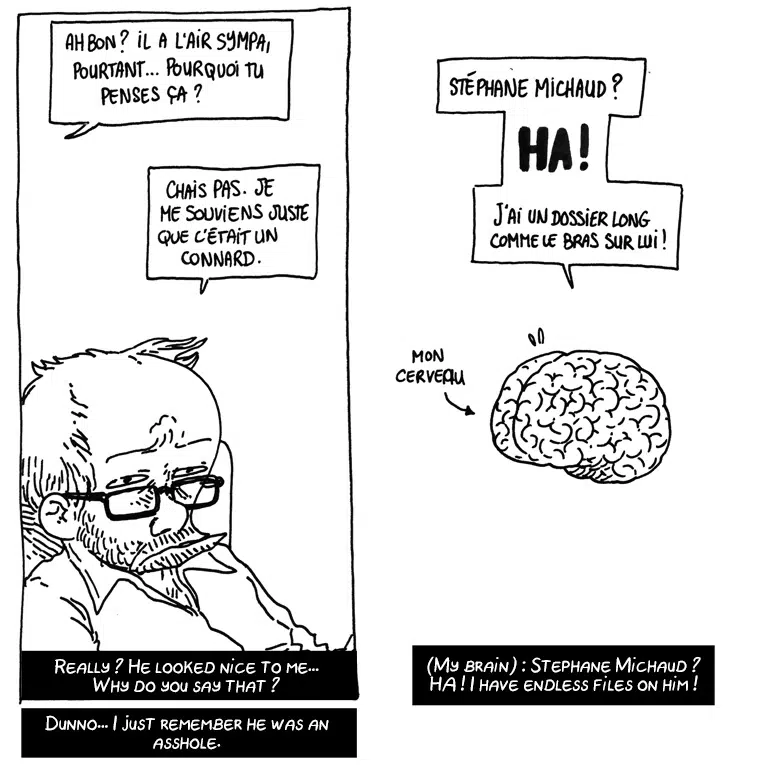 AH BON? IL A L'AIR SYMPA,
POURTANT... POURQUOI TU
PENSES ÇA ?
CHAIS PAS. JE
ME SOUVIENS JUSTE
QUE C'ÉTAIT UN
CONNARD.
REALLY ? HE LOOKED NICE TO ME...
WHY DO YOU SAY THAT ?
DUNNO... I JUST REMEMBER HE WAS AN
ASSHOLE.
STÉPHANE MICHAUD ?
HA!
J'AI UN DOSSIER LONG
COMME LE BRAS SUR LUI !
MON
CERVEAU
(MY BRAIN) : STEPHANE MICHAUD ?
HA ! I HAVE ENDLESS FILES ON HIM !